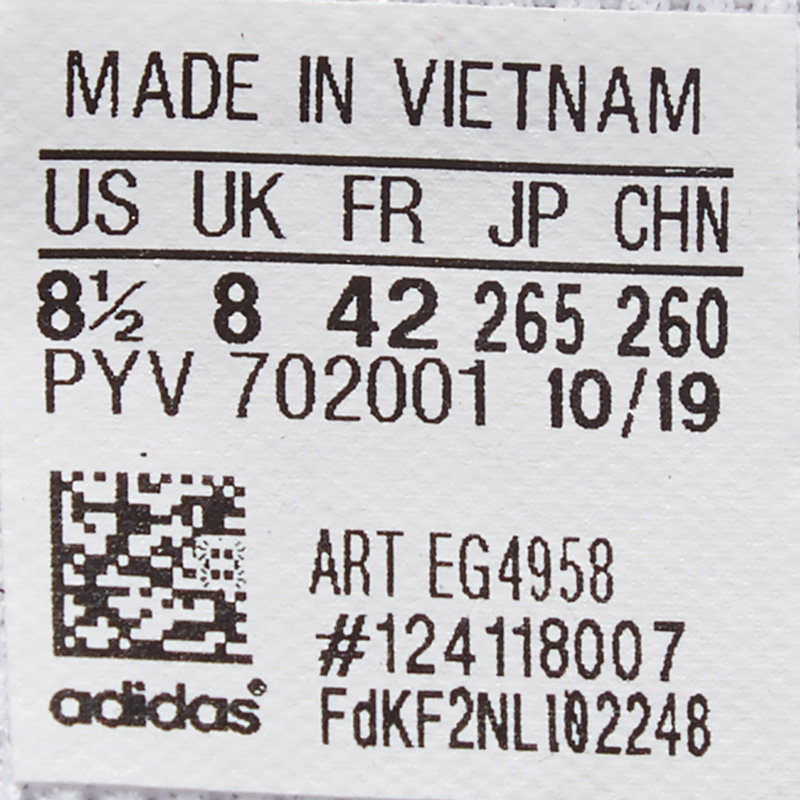 MADE IN VIETNAM
US UK FR JP CHN
8½ 8 42 265 260
PYV 702001 10/19
ART EG4958
#124118007
FdKF2NL102248
adidas®